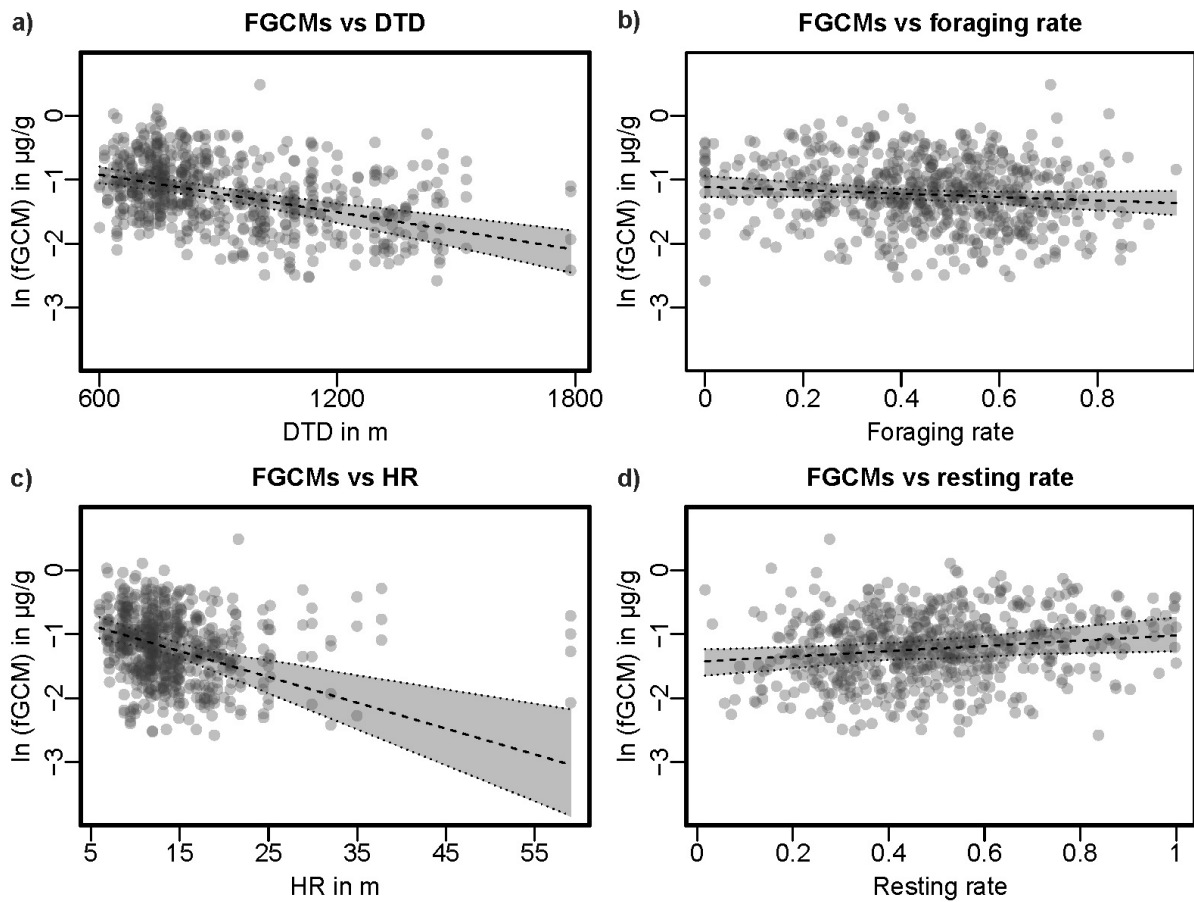 a)
FGCMs vs DTD
ln (fGCM) in µg/g
0
−1
−2
−3
600 1200 1800
DTD in m
b)
FGCMs vs foraging rate
ln (fGCM) in µg/g
0
−1
−2
−3
0 0.2 0.4 0.6 0.8
Foraging rate
c)
FGCMs vs HR
ln (fGCM) in µg/g
0
−1
−2
−3
5 15 25 35 45 55
HR in m
d)
FGCMs vs resting rate
ln (fGCM) in µg/g
0
−1
−2
−3
0 0.2 0.4 0.6 0.8 1
Resting rate